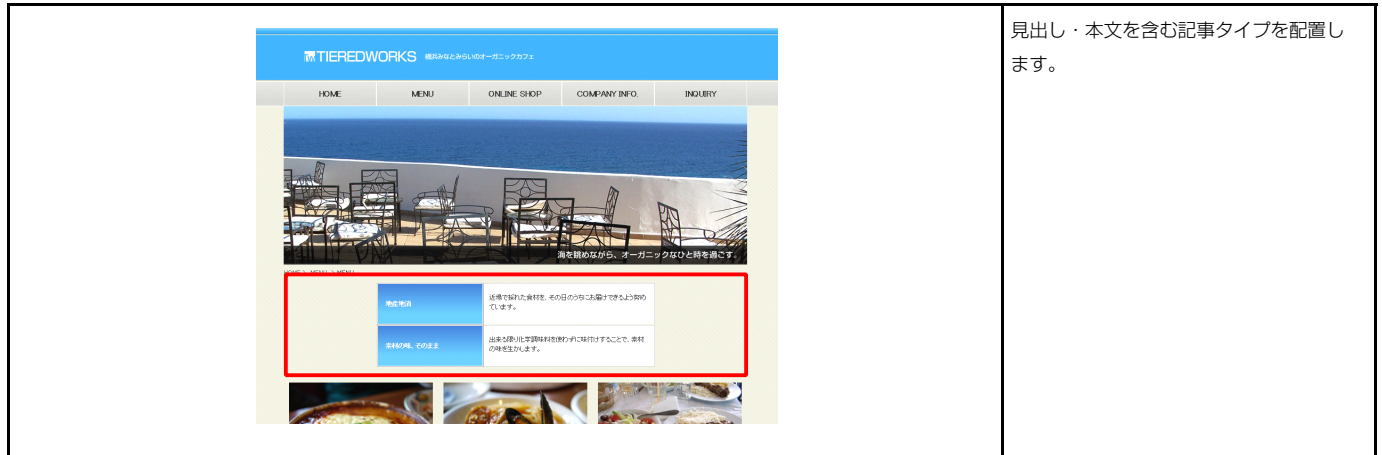 TIEREDWORKS 横浜みなとみらいのオーガニックカフェ
HOME MENU ONLINE SHOP COMPANY INFO. INQUIRY
海を眺めながら、オーガニックなひと時を過ごす。
HOME > MENU > MENU
地産地消
近場で採れた食材を、その日のうちにお届けできるよう努め
ています。
素材の味、そのまま
出来る限り化学調味料を使わずに味付けすることで、素材
の味を生かします。
見出し・本文を含む記事タイプを配置し
ます。